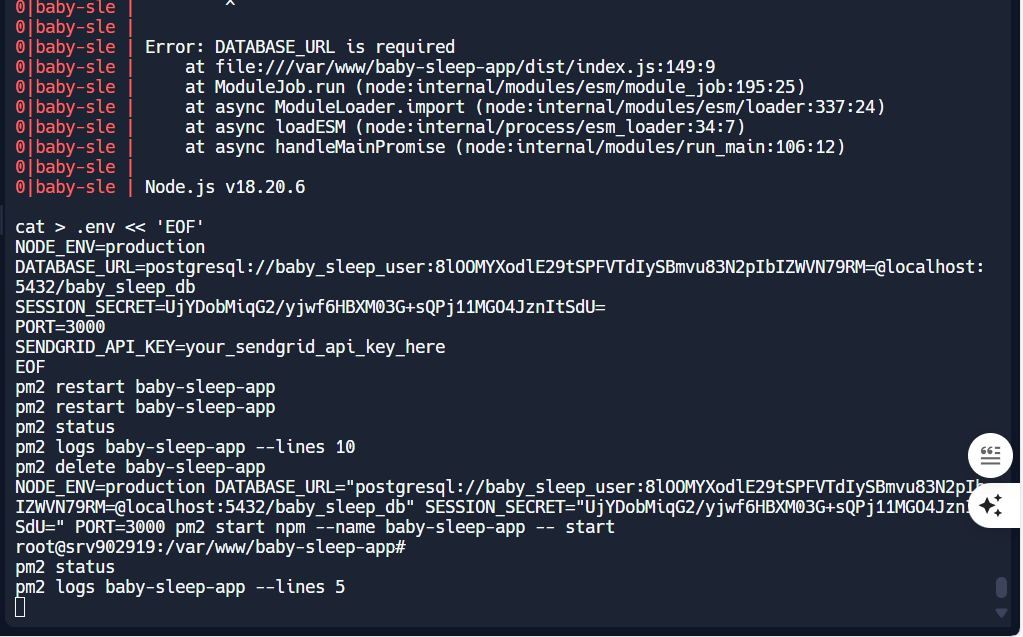 0|baby-sle |         ^
0|baby-sle |
0|baby-sle | Error: DATABASE_URL is required
0|baby-sle |     at file:///var/www/baby-sleep-app/dist/index.js:149:9
0|baby-sle |     at ModuleJob.run (node:internal/modules/esm/module_job:195:25)
0|baby-sle |     at async ModuleLoader.import (node:internal/modules/esm/loader:337:24)
0|baby-sle |     at async loadESM (node:internal/process/esm_loader:34:7)
0|baby-sle |     at async handleMainPromise (node:internal/modules/run_main:106:12)
0|baby-sle |
0|baby-sle | Node.js v18.20.6
cat > .env << 'EOF'
NODE_ENV=production
DATABASE_URL=postgresql://baby_sleep_user:8lOOMYXodlE29tSPFVTdIySBmvu83N2pIbIZWVN79RM=@localhost:
5432/baby_sleep_db
SESSION_SECRET=UjYDobMiqG2/yjwf6HBXM03G+sQPj11MGO4JznItSdU=
PORT=3000
SENDGRID_API_KEY=your_sendgrid_api_key_here
EOF
pm2 restart baby-sleep-app
pm2 restart baby-sleep-app
pm2 status
pm2 logs baby-sleep-app --lines 10
pm2 delete baby-sleep-app
NODE_ENV=production DATABASE_URL="postgresql://baby_sleep_user:8lOOMYXodlE29tSPFVTdIySBmvu83N2pIb
IZWVN79RM=@localhost:5432/baby_sleep_db" SESSION_SECRET="UjYDobMiqG2/yjwf6HBXM03G+sQPj11MGO4JznI
SdU=" PORT=3000 pm2 start npm --name baby-sleep-app -- start
root@srv902919:/var/www/baby-sleep-app#
pm2 status
pm2 logs baby-sleep-app --lines 5